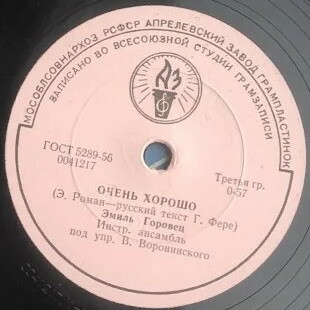 МОСОБЛСОВНАРХОЗ РСФСР АПРЕЛЕВСКИЙ ЗАВОД ГРАМПЛАСТИНОК
ЗАПИСАНО ВО ВСЕСОЮЗНОЙ СТУДИИ ГРАМЗАПИСИ
АЗ
ГОСТ 5289-56
0041217
Третья гр.
0-57
ОЧЕНЬ ХОРОШО
(Э. Роман—русский текст Г. Фере)
Эмиль Горовец
Инстр. ансамбль
под упр. В. Воронинского